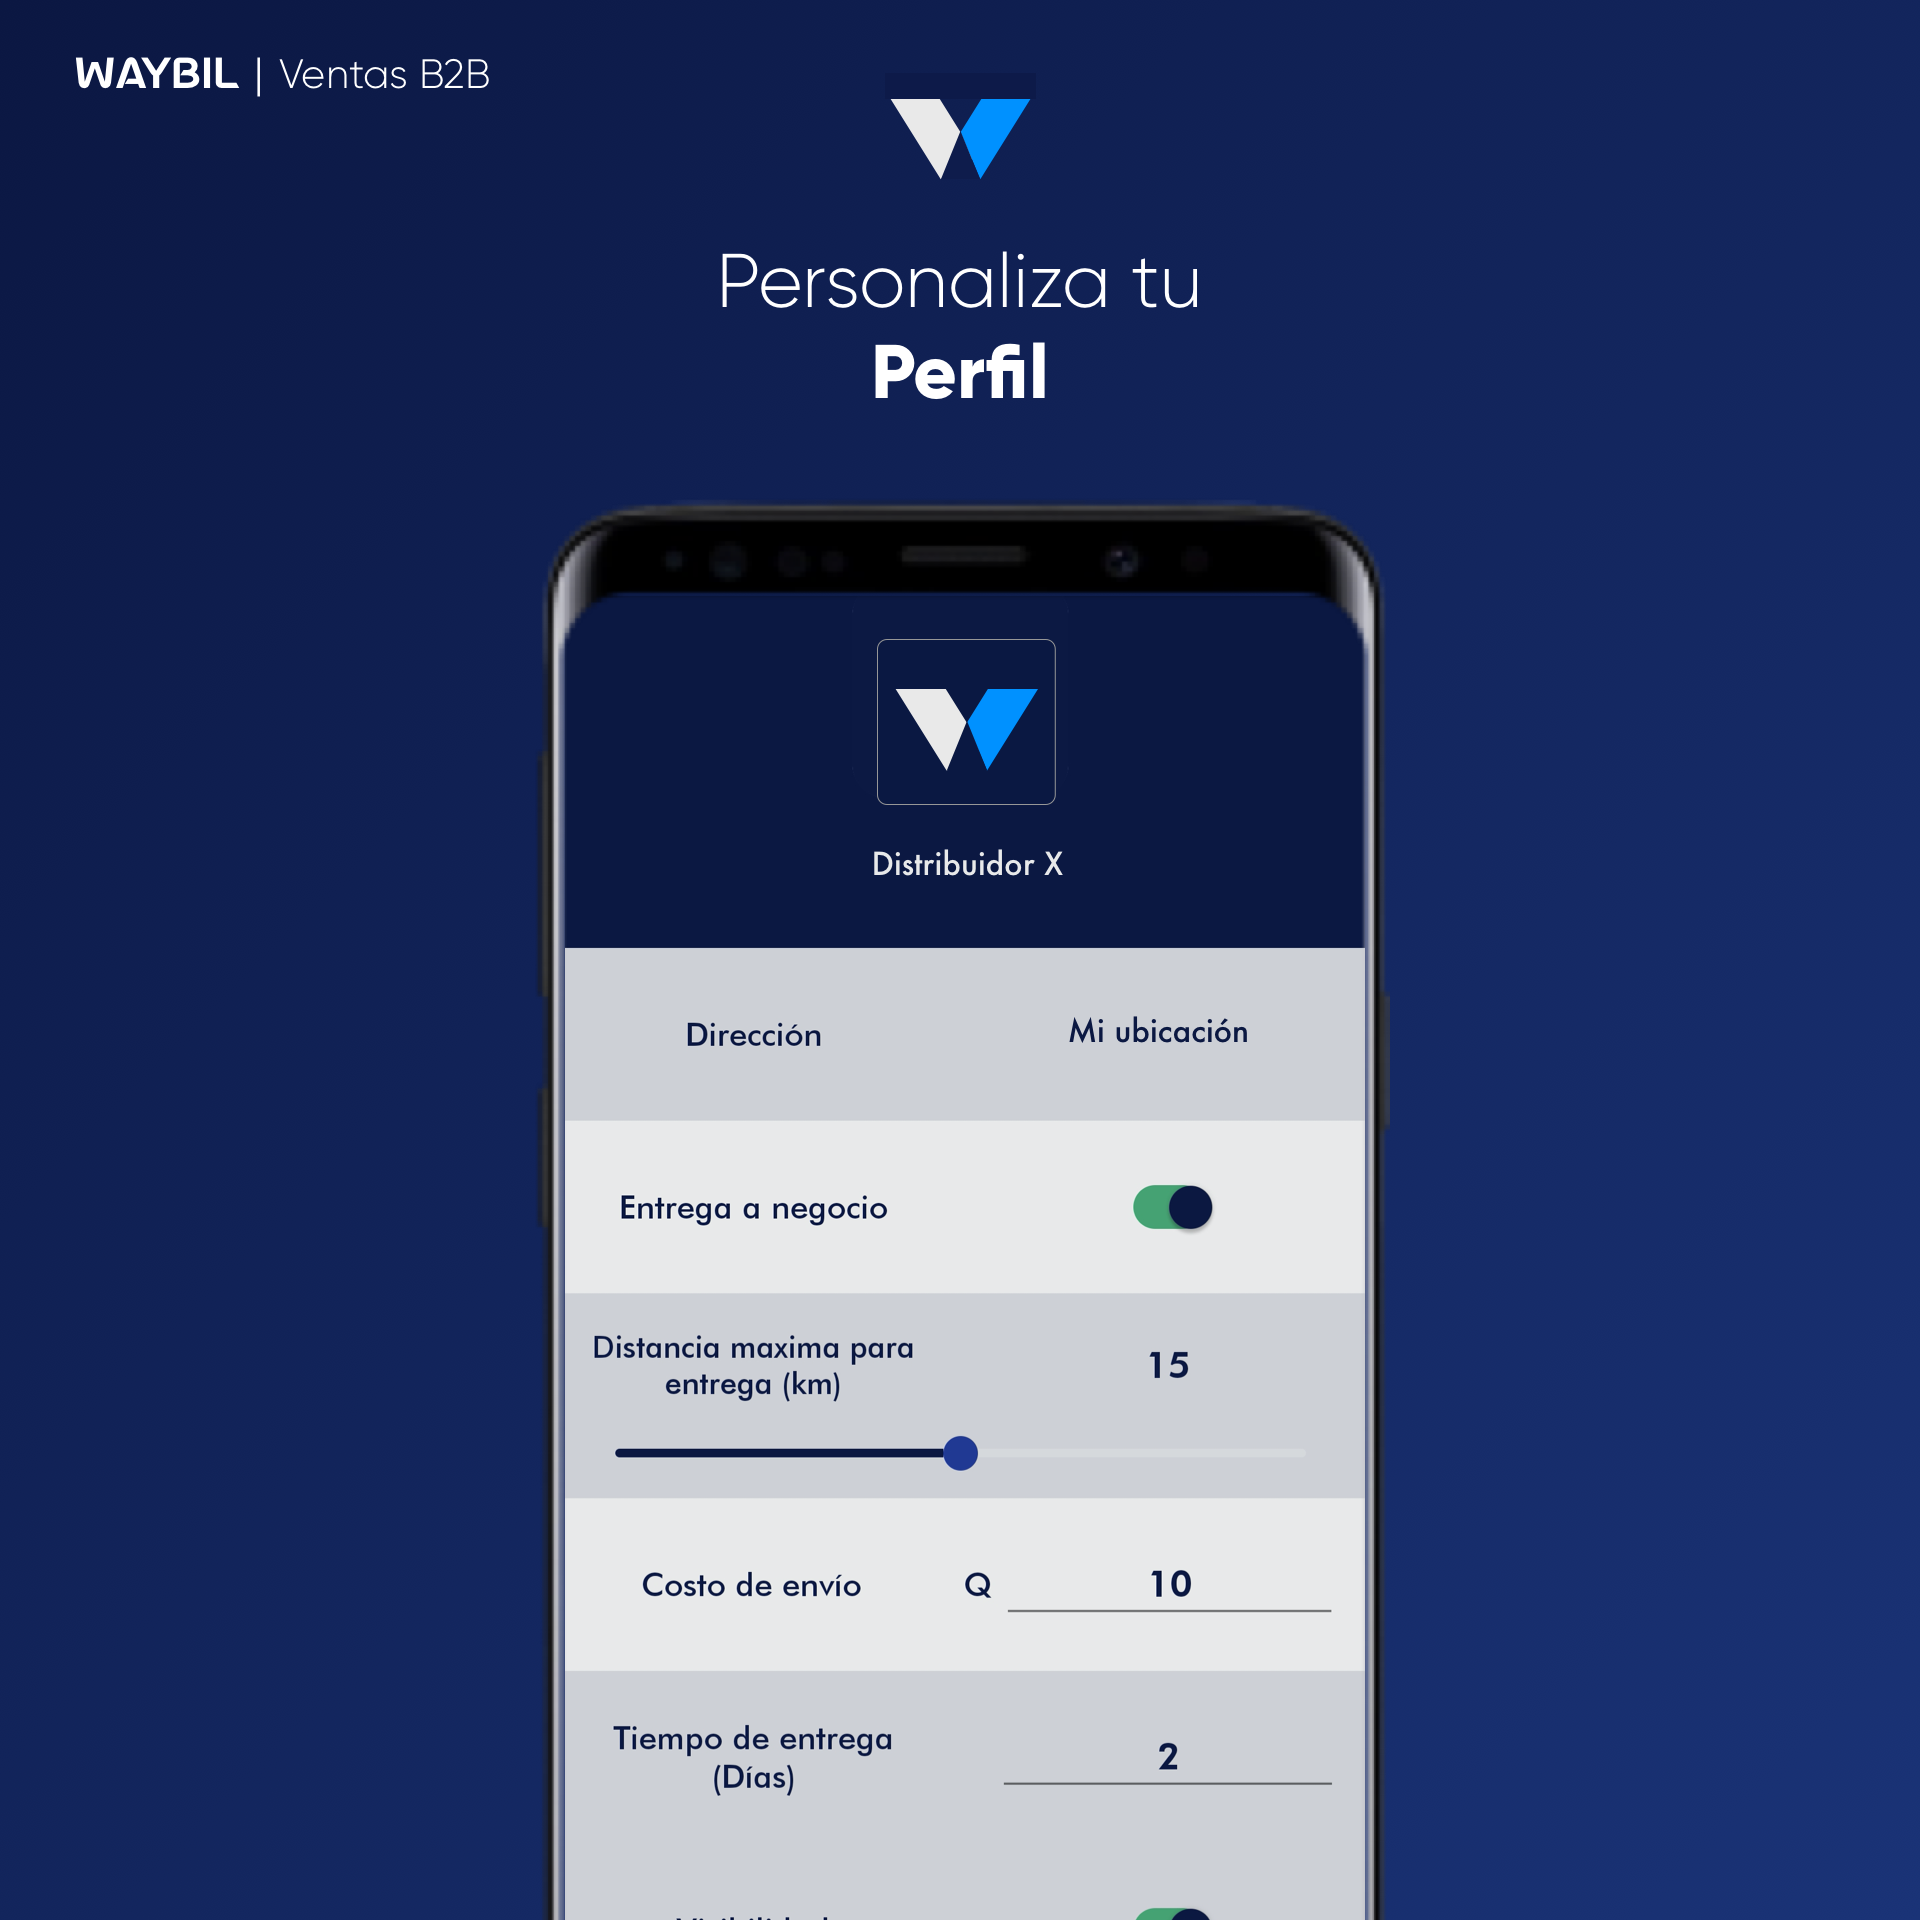 WAYBIL | Ventas B2B
Personaliza tu
Perfil
Distribuidor X
Dirección
Mi ubicación
Entrega a negocio
Distancia maxima para
entrega (km)
15
Costo de envío
Q 10
Tiempo de entrega
(Días)
2